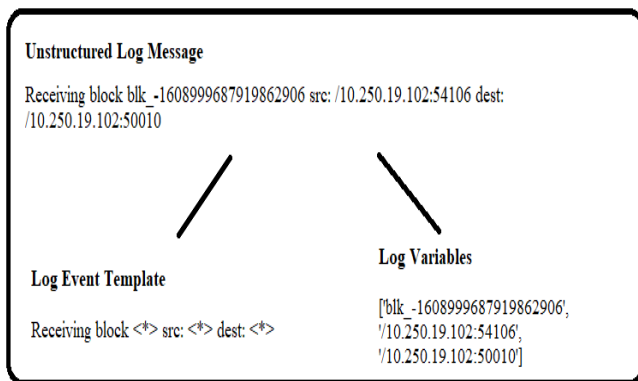 Unstructured Log Message
Receiving block blk_-1608999687919862906 src: /10.250.19.102:54106 dest:
/10.250.19.102:50010
Log Event Template
Receiving block <*> src: <*> dest: <*>
Log Variables
['blk_-1608999687919862906',
'/10.250.19.102:54106',
'/10.250.19.102:50010']